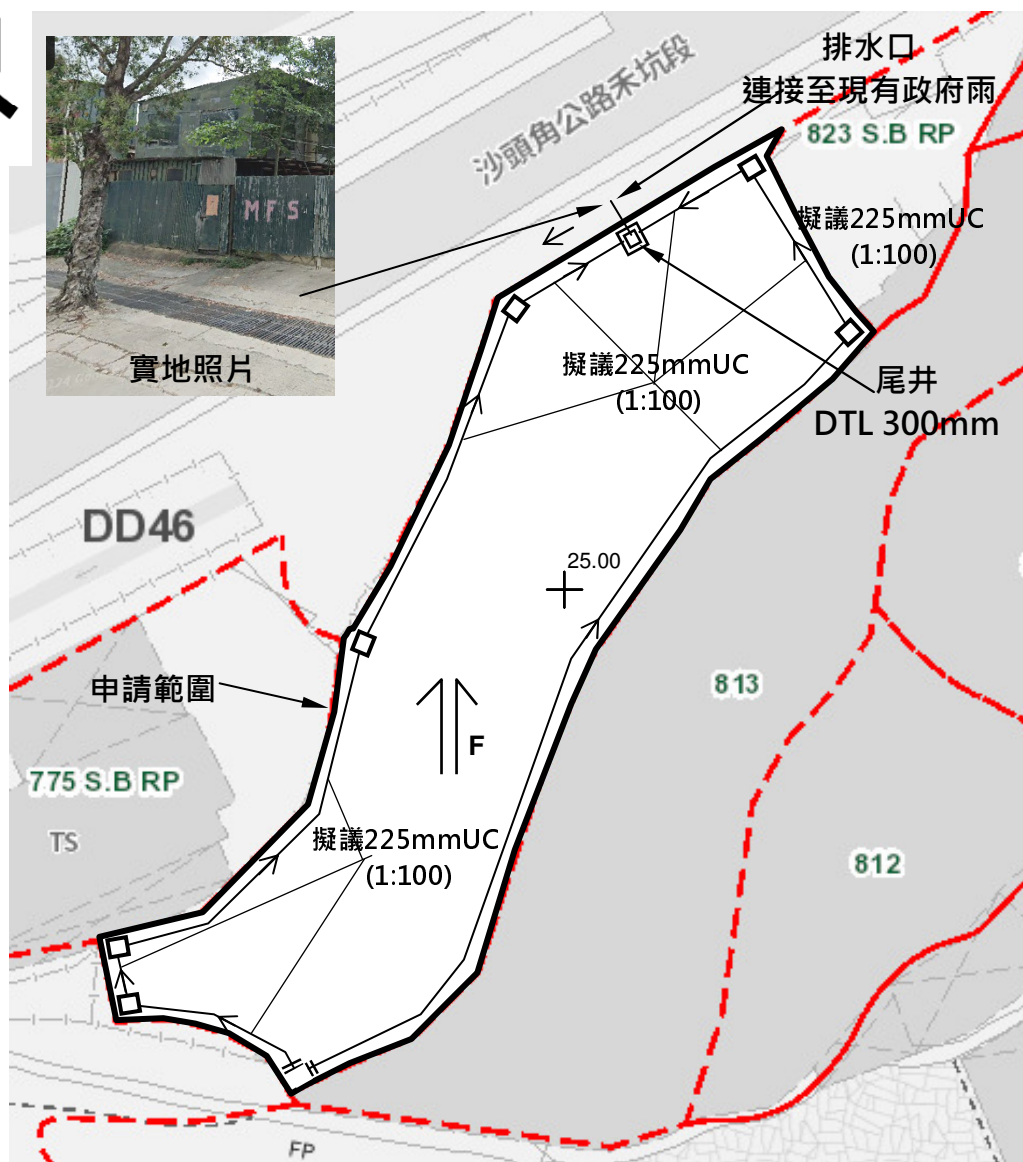 排水口
連接至現有政府雨
沙頭角公路禾坑段
823 S.B RP
擬議225mmUC
(1:100)
MFS
實地照片
擬議225mmUC
(1:100)
尾井
DTL 300mm
DD46
25.00
申請範圍
813
F
775 S.B RP
TS
擬議225mmUC
(1:100)
812
FP